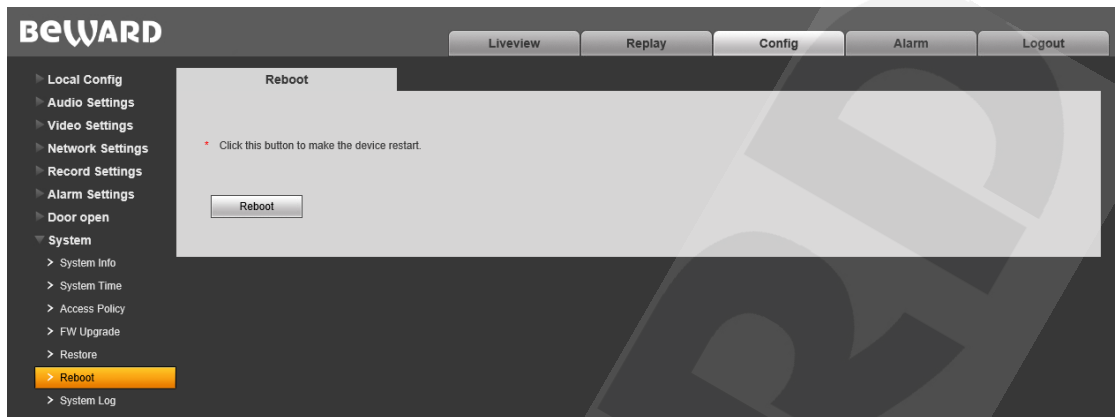 BEWARD
Liveview Replay Config Alarm Logout
Local Config
Audio Settings
Video Settings
Network Settings
Record Settings
Alarm Settings
Door open
System
System Info
System Time
Access Policy
FW Upgrade
Restore
Reboot
System Log
Reboot
* Click this button to make the device restart.
Reboot